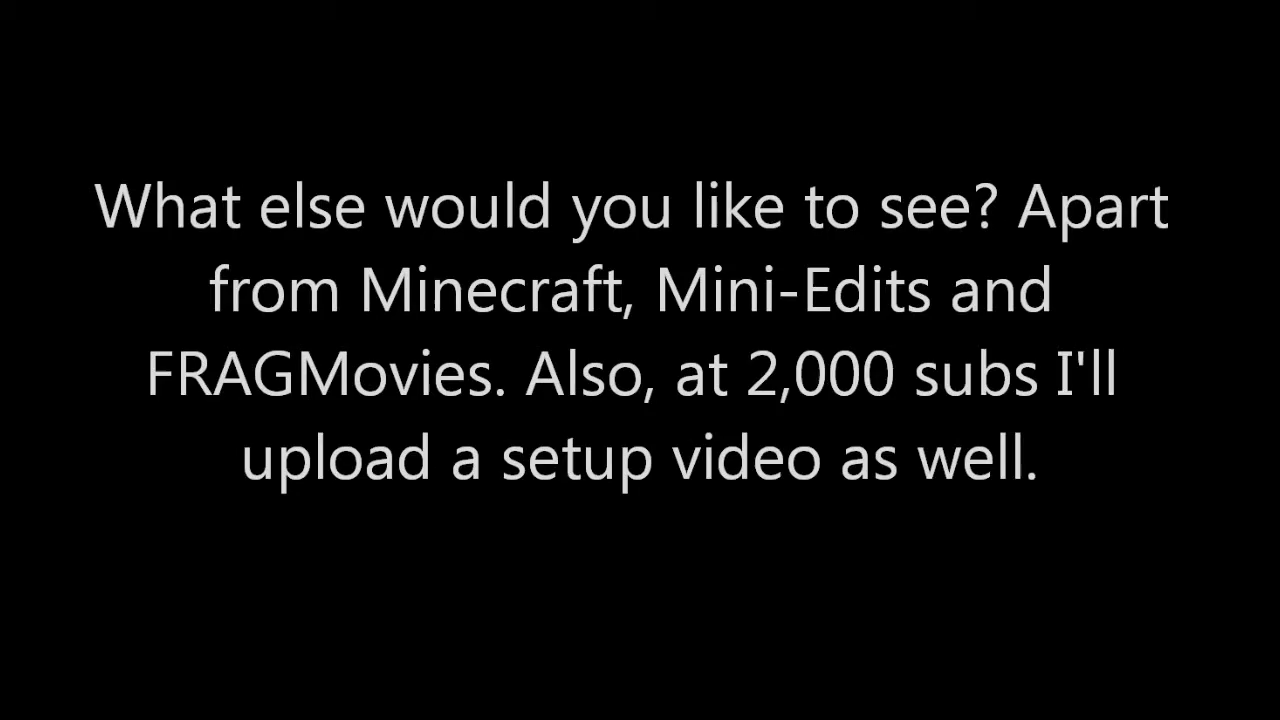 What else would you like to see? Apart
from Minecraft, Mini-Edits and
FRAGMovies. Also, at 2,000 subs I'll
upload a setup video as well.